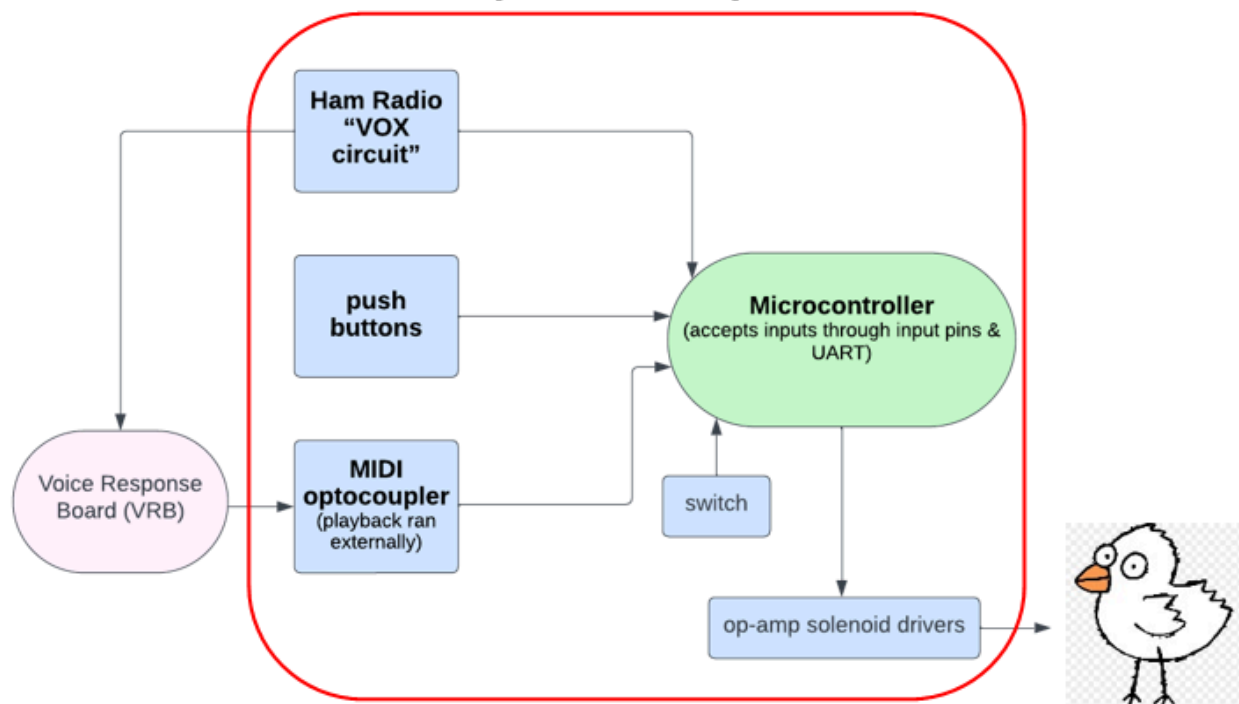 Ham Radio
“VOX
circuit”
push
buttons
Microcontroller
(accepts inputs through input pins &
UART)
Voice Response
Board (VRB)
MIDI
optocoupler
(playback ran
externally)
switch
op-amp solenoid drivers